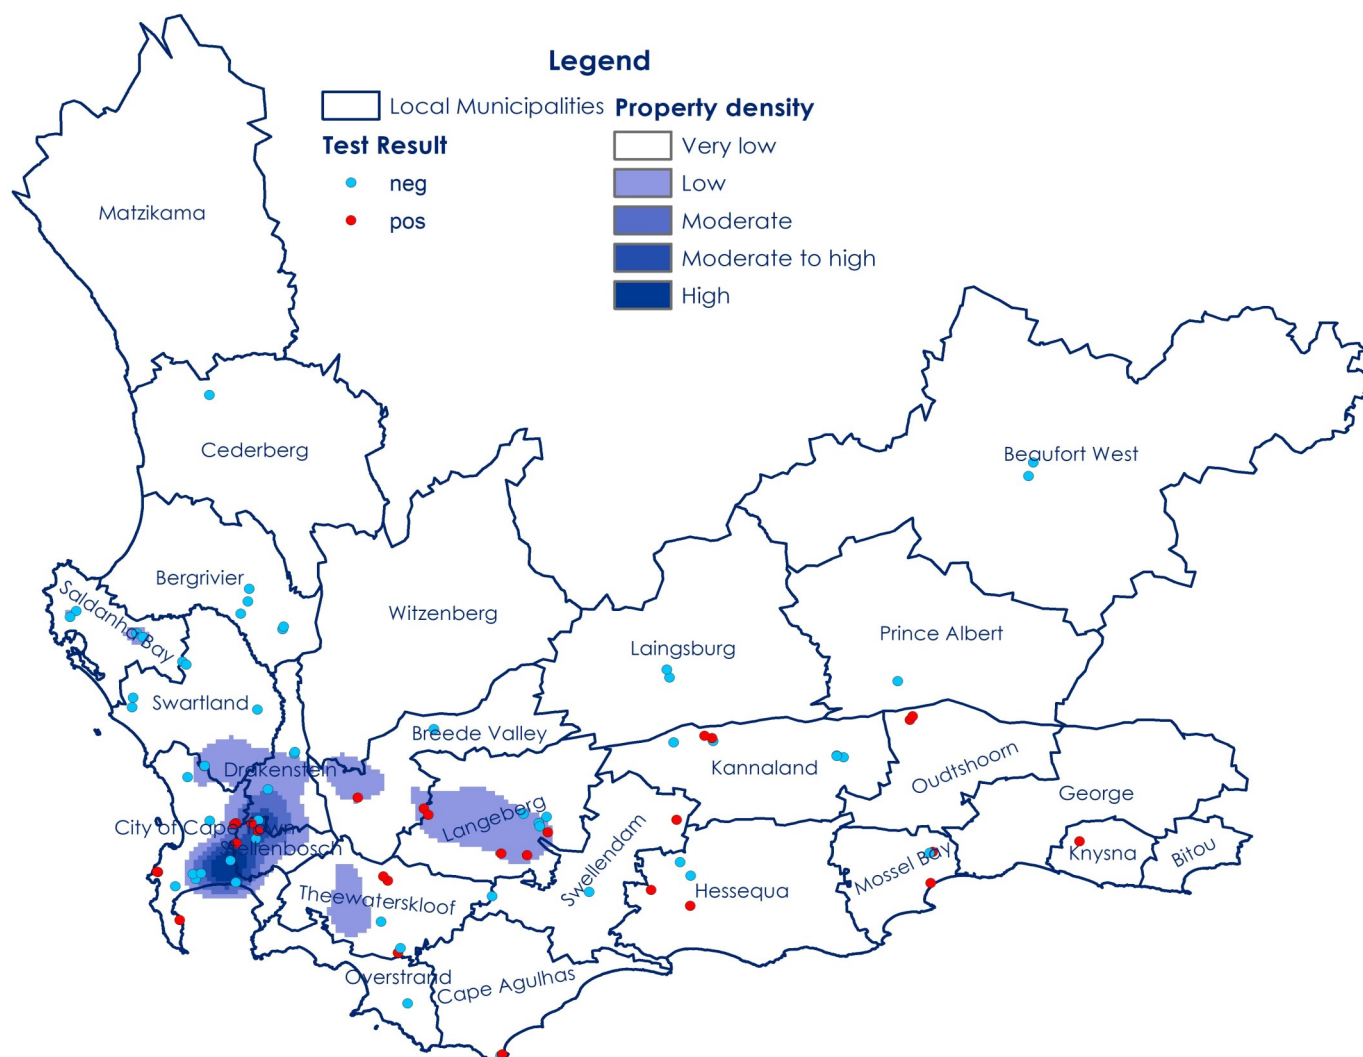 Legend
Local Municipalities
Property density
Test Result
Very low
neg
Low
pos
Moderate
Moderate to high
High
Matzikama
Cederberg
Beaufort West
Bergrivier
Saldanha Bay
Witzenberg
Prince Albert
Laingsburg
Swartland
Breede Valley
Drakenstein
Kannaland
Oudtshoorn
George
City of Cape Town
Langeberg
Stellenbosch
Swellendam
Mossel Bay
Knysna
Bitou
Hessequa
Theewaterskloof
Overstrand
Cape Agulhas